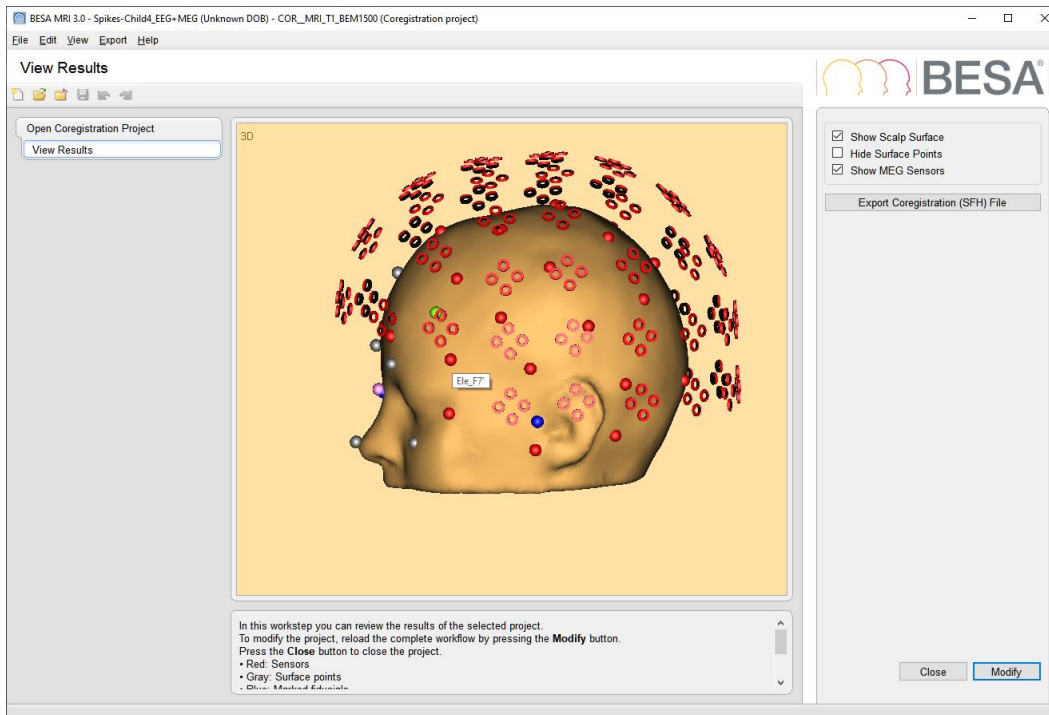 BESA MRI 3.0 - Spikes-Child4_EEG+MEG (Unknown DOB) - COR__MRI_T1_BEM1500 (Coregistration project)
File Edit View Export Help
View Results
BESA®
Open Coregistration Project
View Results
3D
Ele_F7'
Show Scalp Surface
Hide Surface Points
Show MEG Sensors
Export Coregistration (SFH) File
In this workstep you can review the results of the selected project.
To modify the project, reload the complete workflow by pressing the Modify button.
Press the Close button to close the project.
• Red: Sensors
• Gray: Surface points
• Blue: Marked fiducials
Close Modify